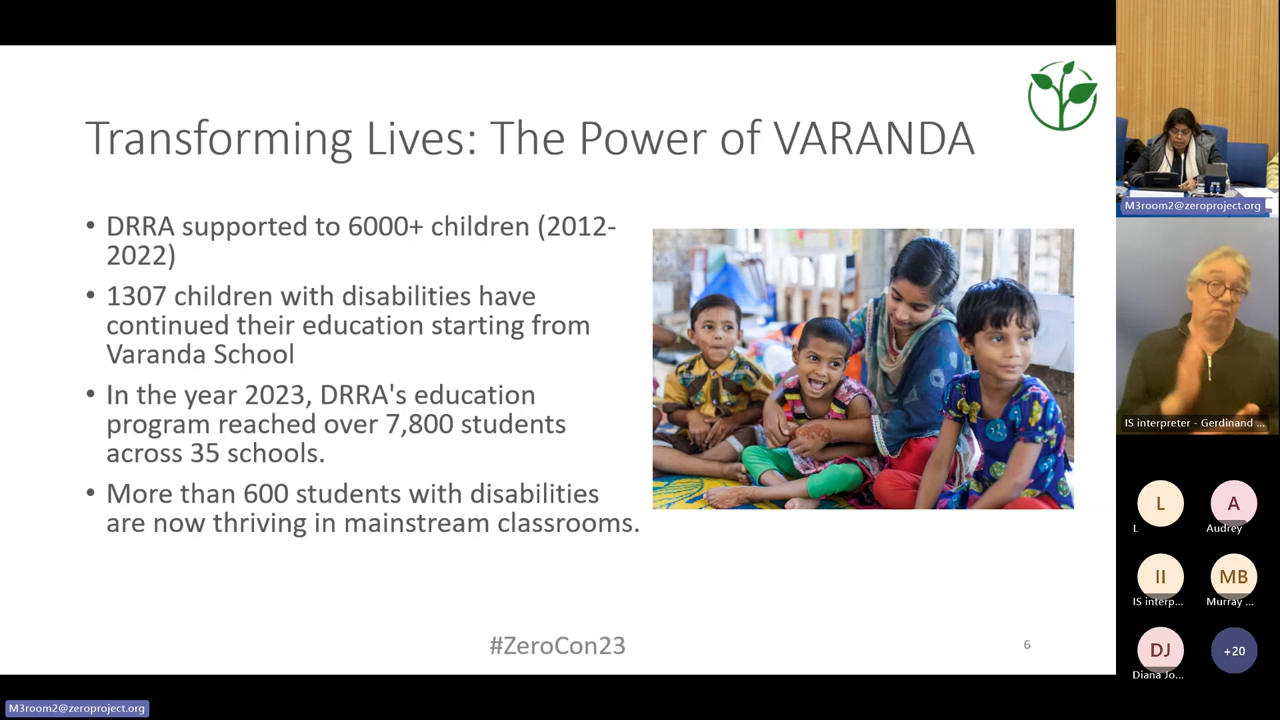 Transforming Lives: The Power of VARANDA
• DRRA supported to 6000+ children (2012-
2022)
• 1307 children with disabilities have
continued their education starting from
Varanda School
• In the year 2023, DRRA's education
program reached over 7,800 students
across 35 schools.
• More than 600 students with disabilities
are now thriving in mainstream classrooms.
#ZeroCon23
6
M3room2@zeroproject.org
IS interpreter - Gerdinand ...
L
A
L
Audrey
II
MB
IS interp...
Murray ...
DJ
+20
Diana Jo...
M3room2@zeroproject.org